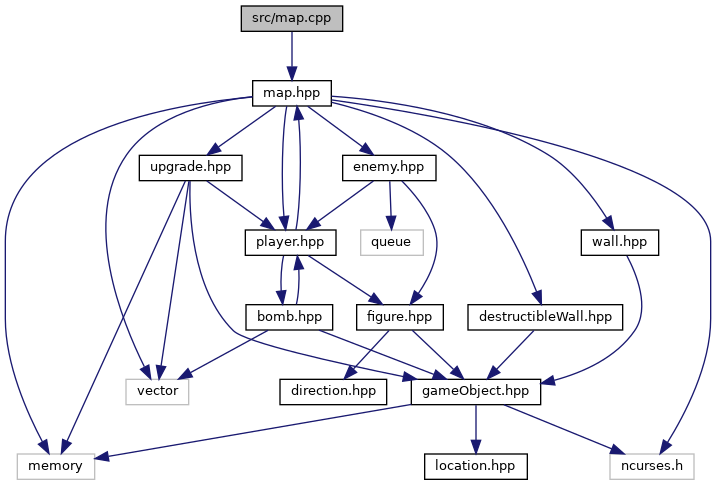 src/map.cpp
map.hpp
upgrade.hpp
enemy.hpp
player.hpp
queue
wall.hpp
bomb.hpp
figure.hpp
destructibleWall.hpp
vector
direction.hpp
gameObject.hpp
memory
location.hpp
ncurses.h